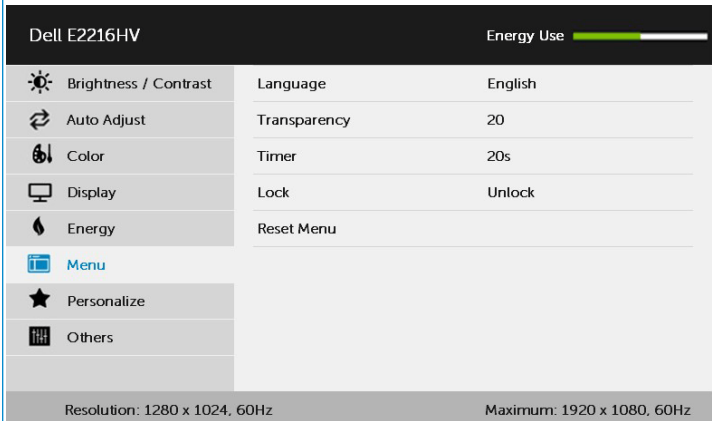 Dell E2216HV Energy Use
Brightness / Contrast Language English
Auto Adjust Transparency 20
Color Timer 20s
Display Lock Unlock
Energy Reset Menu
Menu
Personalize
Others
Resolution: 1280 x 1024, 60Hz Maximum: 1920 x 1080, 60Hz